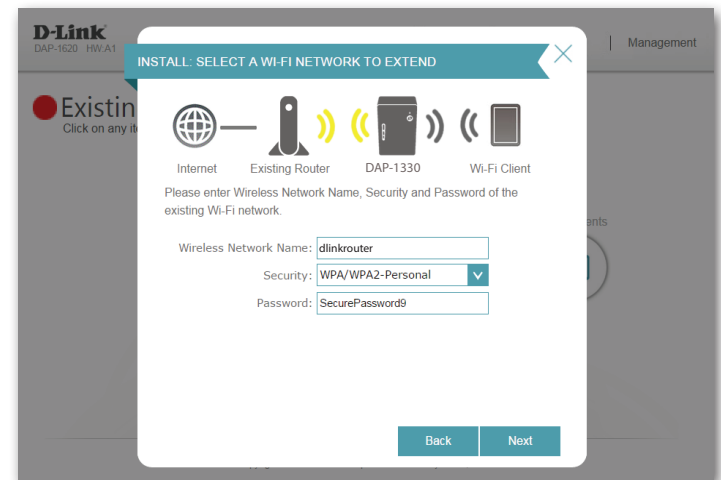 D-Link
DAP-1620 HW:A1
Management
INSTALL: SELECT A WI-FI NETWORK TO EXTEND
Existin
Click on any it
Internet
Existing Router
DAP-1330
Wi-Fi Client
Please enter Wireless Network Name, Security and Password of the
existing Wi-Fi network.
ents
Wireless Network Name: dlinkrouter
Security: WPA/WPA2-Personal
Password: SecurePassword9
Back
Next